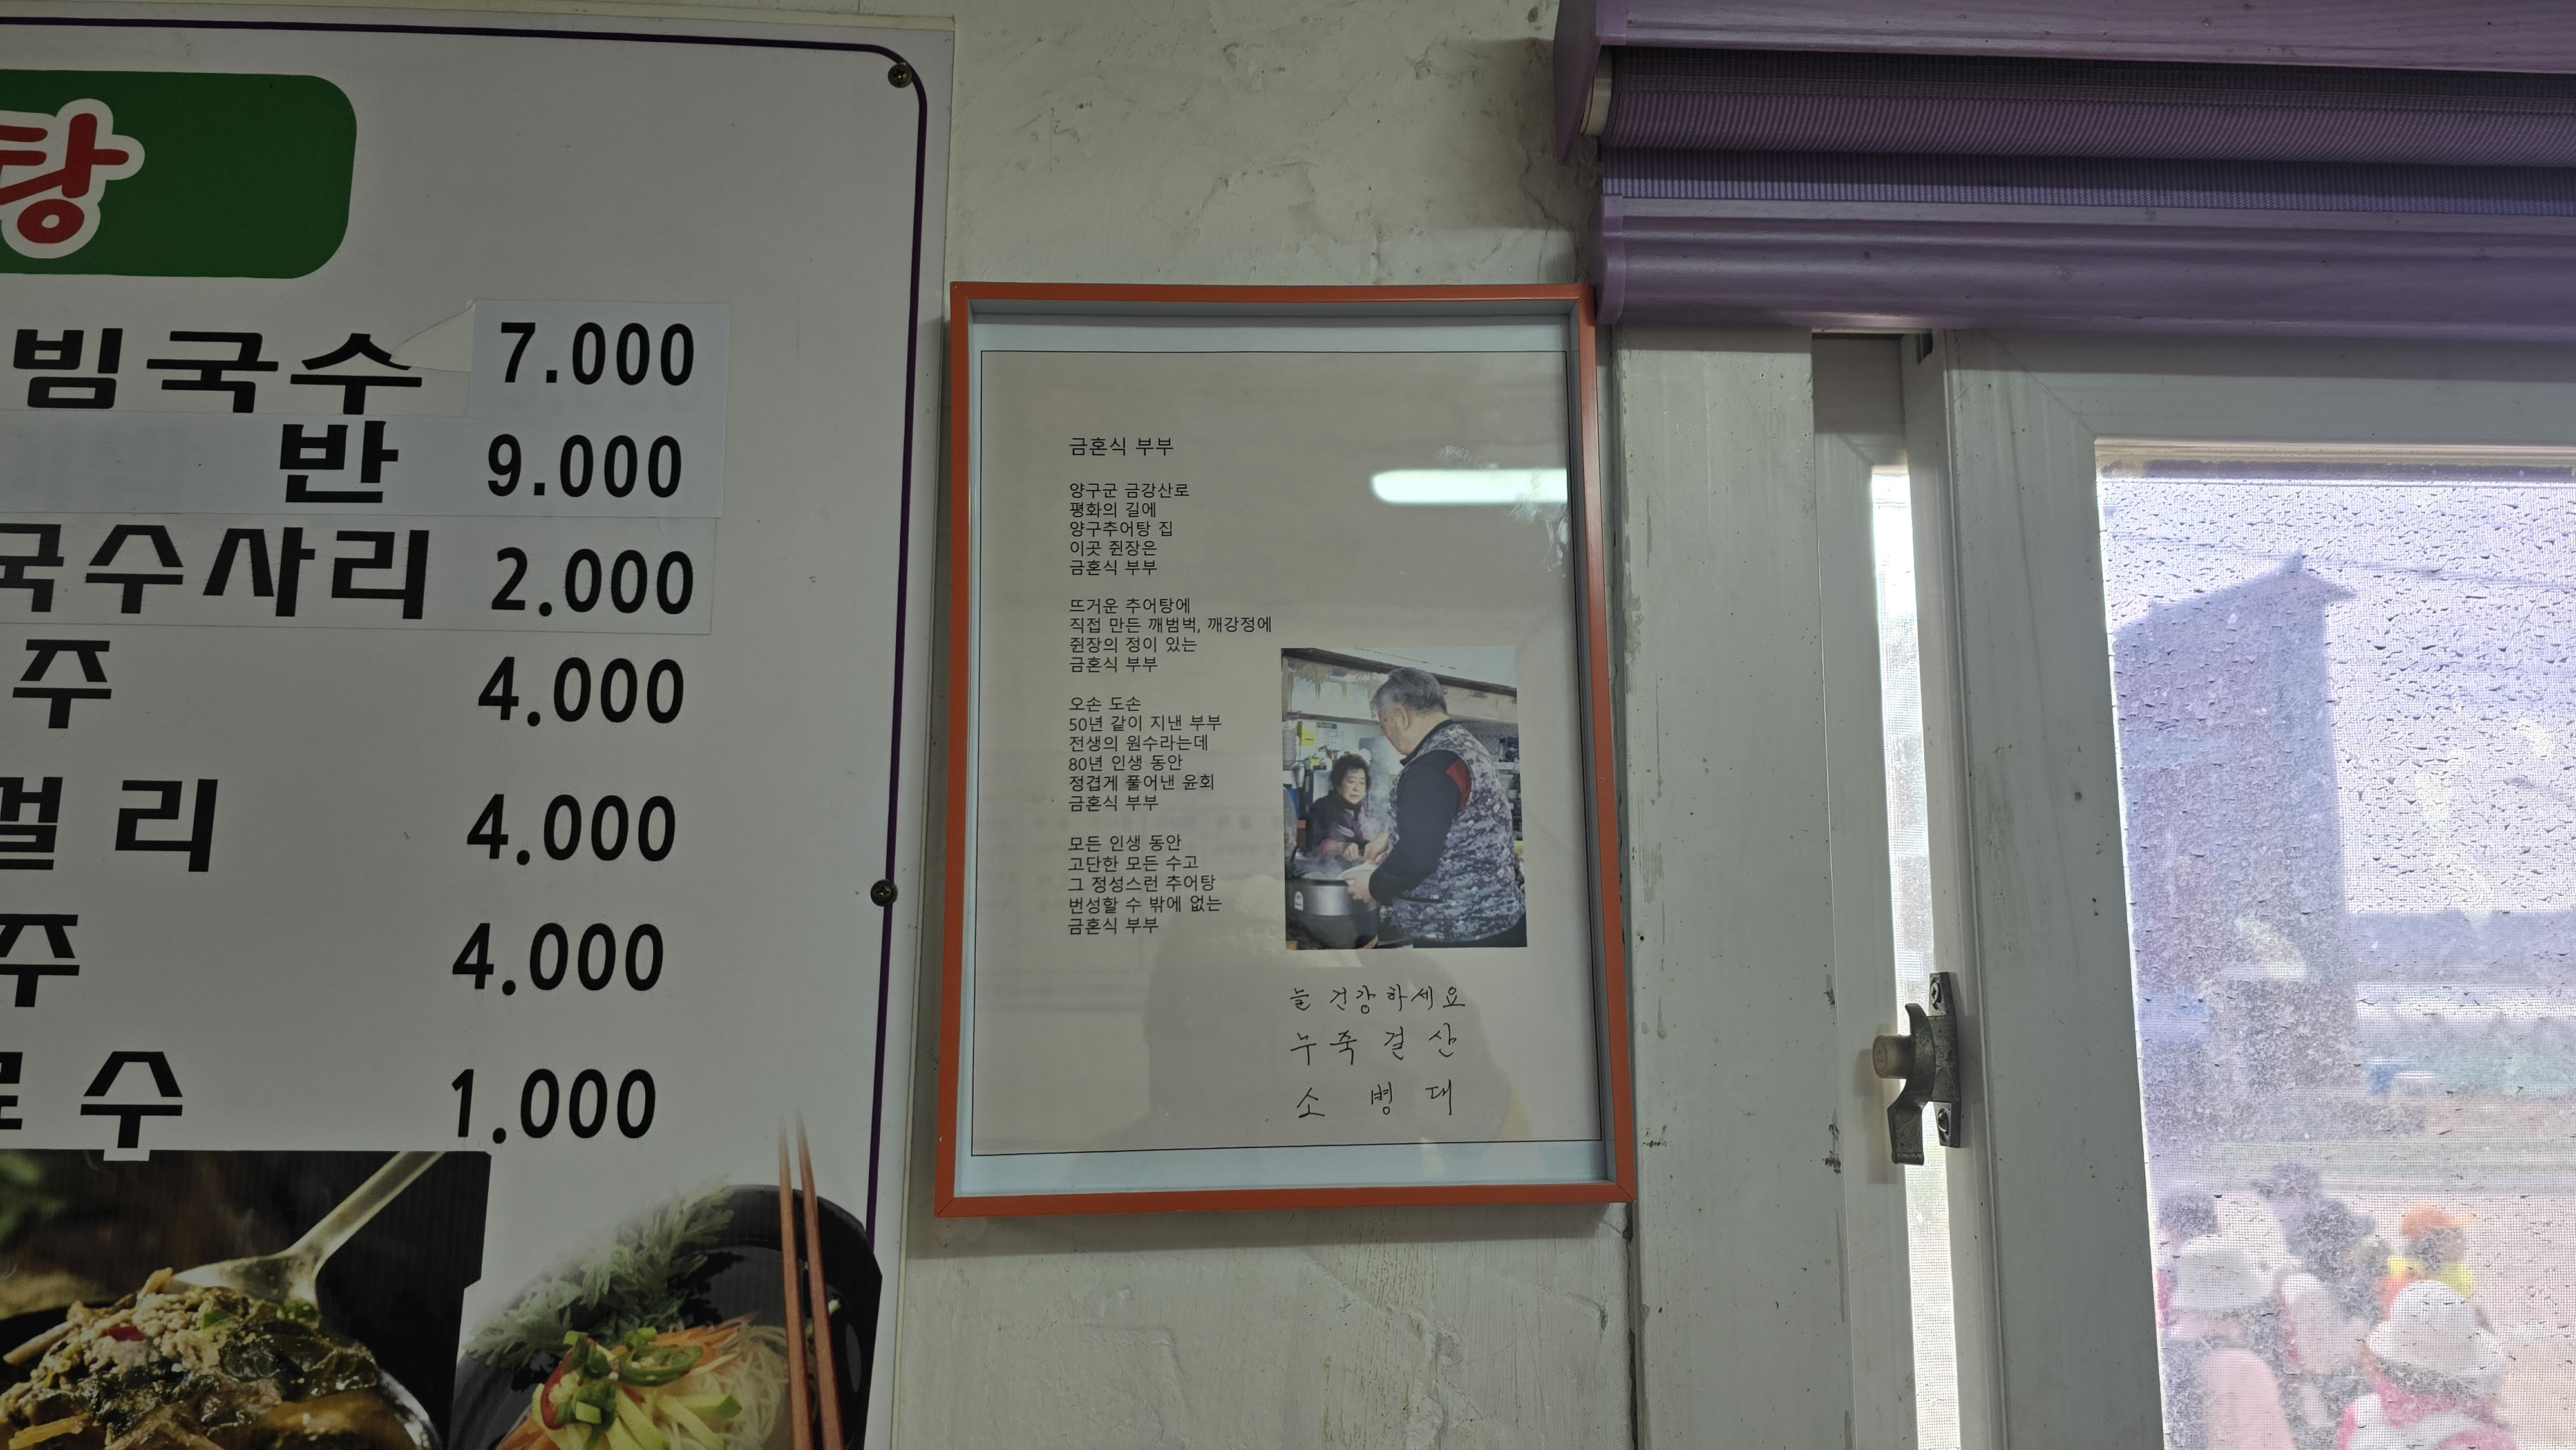 탕
빔국수 7.000
반 9.000
국수사리 2.000
주 4.000
걸 리 4.000
주 4.000
료 수 1.000
금혼식 부부
양구군 금강산로
평화의 길에
양구추어탕 집
이곳 쥔장은
금혼식 부부
뜨거운 추어탕에
직접 만든 깨범벅, 깨강정에
쥔장의 정이 있는
금혼식 부부
오손 도손
50년 같이 지낸 부부
전생의 원수라는데
80년 인생 동안
정겹게 풀어낸 윤회
금혼식 부부
모든 인생 동안
고단한 모든 수고
그 정성스런 추어탕
번성할 수 밖에 없는
금혼식 부부
늘 건강하세요
누죽걸산
소병대